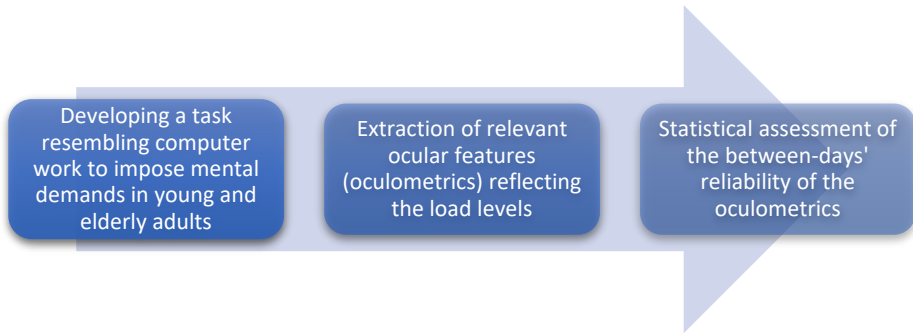 Developing a task
resembling computer
work to impose mental
demands in young and
elderly adults
Extraction of relevant
ocular features
(oculometrics) reflecting
the load levels
Statistical assessment of
the between-days'
reliability of the
oculometrics